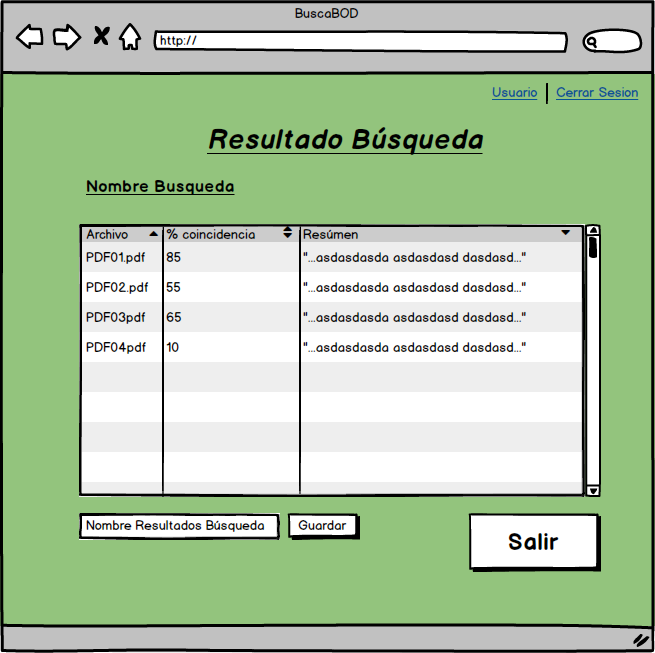 BuscaBOD
http://
Usuario Cerrar Sesion
Resultado Búsqueda
Nombre Busqueda
Archivo % coincidencia Resúmen
PDF01.pdf 85 "...asdasdasda asdasdasd dasdasd..."
PDF02.pdf 55 "...asdasdasda asdasdasd dasdasd..."
PDF03pdf 65 "...asdasdasda asdasdasd dasdasd..."
PDF04pdf 10 "...asdasdasda asdasdasd dasdasd..."
Nombre Resultados Búsqueda Guardar
Salir